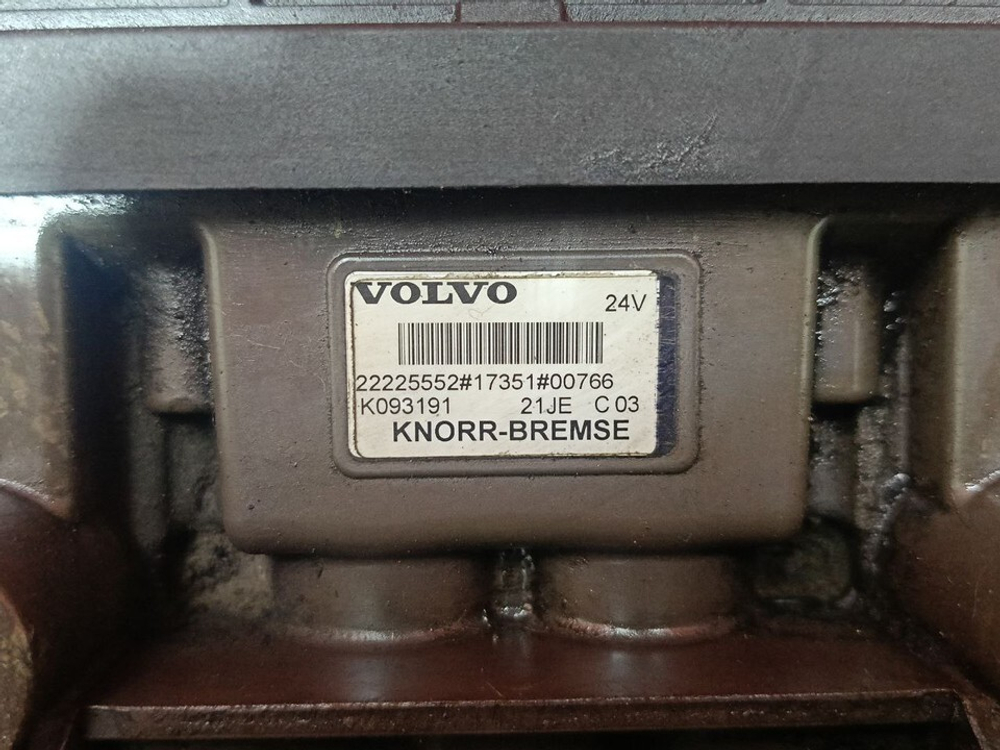 VOLVO 24V
22225552#17351#00766
K093191 21JE C 03
KNORR-BREMSE